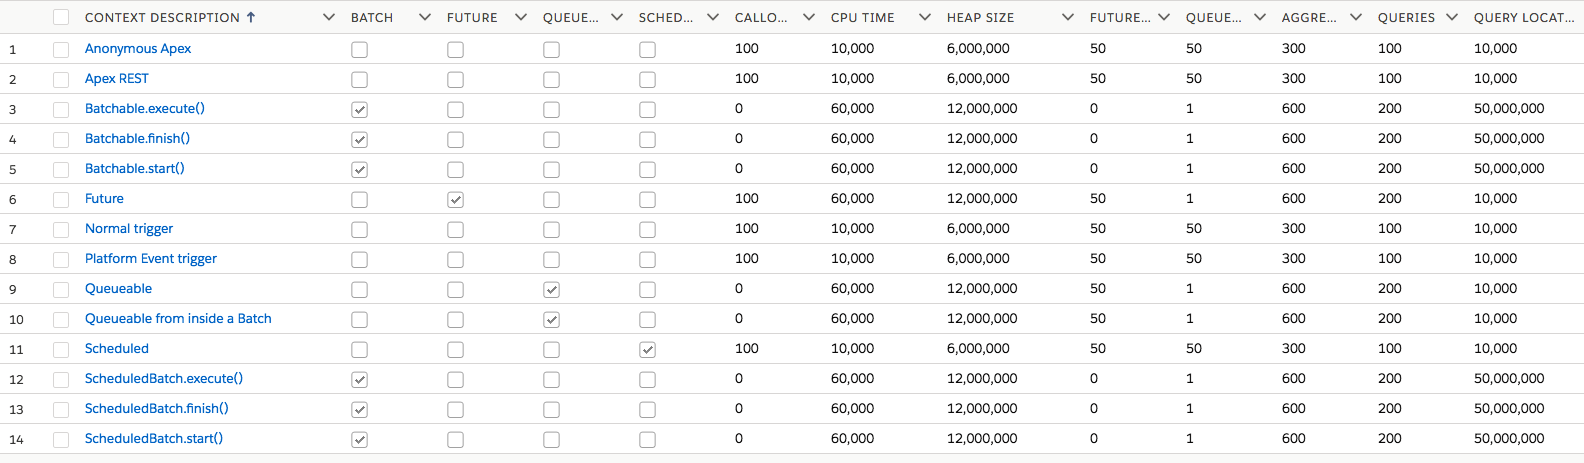 CONTEXT DESCRIPTION ↑ BATCH FUTURE QUEUE... SCHED... CALLO... CPU TIME HEAP SIZE FUTURE... QUEUE... AGGRE... QUERIES QUERY LOCAT...
1 Anonymous Apex 100 10,000 6,000,000 50 50 300 100 10,000
2 Apex REST 100 10,000 6,000,000 50 50 300 100 10,000
3 Batchable.execute() 0 60,000 12,000,000 0 1 600 200 50,000,000
4 Batchable.finish() 0 60,000 12,000,000 0 1 600 200 50,000,000
5 Batchable.start() 0 60,000 12,000,000 0 1 600 200 50,000,000
6 Future 100 60,000 12,000,000 50 1 600 200 10,000
7 Normal trigger 100 10,000 6,000,000 50 50 300 100 10,000
8 Platform Event trigger 100 10,000 6,000,000 50 50 300 100 10,000
9 Queueable 0 60,000 12,000,000 50 1 600 200 10,000
10 Queueable from inside a Batch 0 60,000 12,000,000 50 1 600 200 10,000
11 Scheduled 100 10,000 6,000,000 50 50 300 100 10,000
12 ScheduledBatch.execute() 0 60,000 12,000,000 0 1 600 200 50,000,000
13 ScheduledBatch.finish() 0 60,000 12,000,000 0 1 600 200 50,000,000
14 ScheduledBatch.start() 0 60,000 12,000,000 0 1 600 200 50,000,000